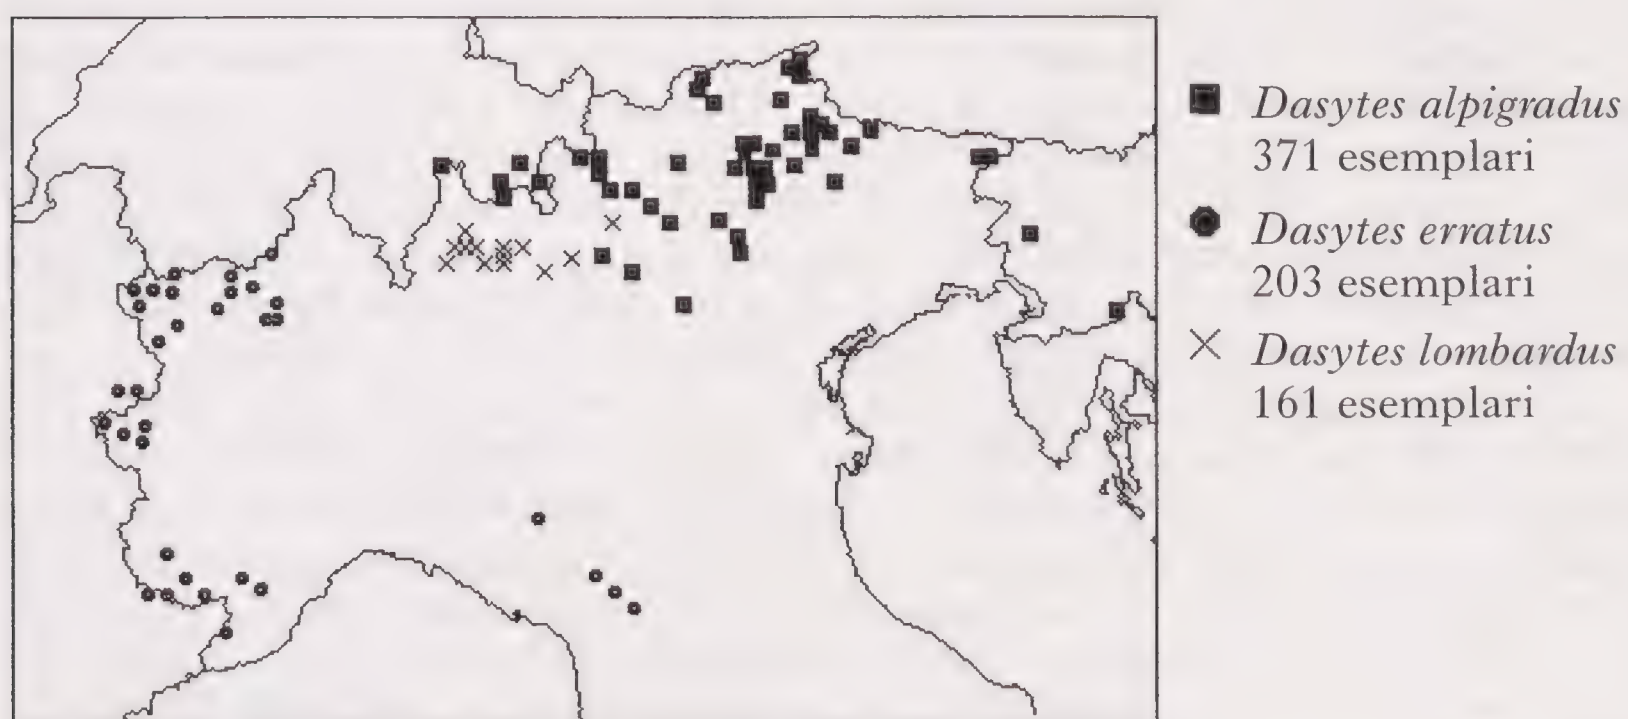 Dasytes alpigradus
371 esemplari
Dasytes erratus
203 esemplari
Dasytes lombardus
161 esemplari